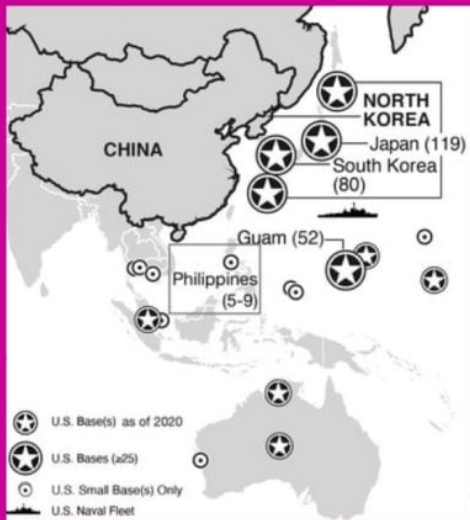 NORTH
KOREA
CHINA
Japan (119)
South Korea
(80)
Guam (52)
Philippines
(5-9)
U.S. Base(s) as of 2020
U.S. Bases (≥25)
U.S. Small Base(s) Only
U.S. Naval Fleet